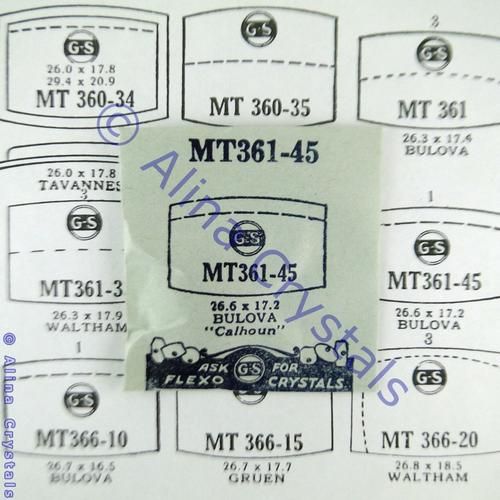 G-S
26.0 x 17.8
29.4 x 20.9
MT 360-34
G-S
MT 360-35
3
G-S
MT 361
26.0 x 17.8
TAVANNES
26.3 x 17.4
BULOVA
MT361-45
G-S
MT361-45
26.6 x 17.2
BULOVA
"Calhoun"
ASK G-S FOR
FLEXO CRYSTALS
3
G-S
MT361-3
26.3 x 17.9
WALTHAM
1
G-S
MT361-45
26.6 x 17.2
BULOVA
1
G-S
MT366-10
26.7 x 16.5
BULOVA
MT 366-15
26.7 x 17.7
GRUEN
3
G-S
MT 366-20
26.8 x 18.5
WALTHAM
© Alina Crystals
© Alina Crystals